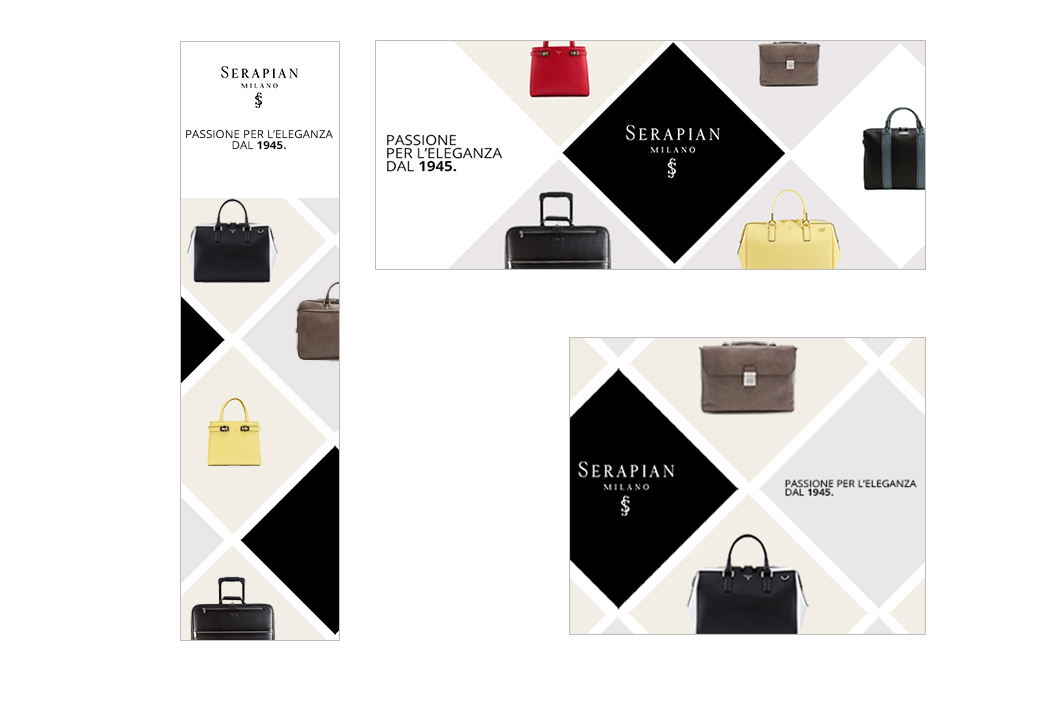 SERAPIAN
MILANO
PASSIONE PER L'ELEGANZA
DAL 1945.
PASSIONE
PER L'ELEGANZA
DAL 1945.
SERAPIAN
MILANO
SERAPIAN
MILANO
PASSIONE PER L'ELEGANZA
DAL 1945.